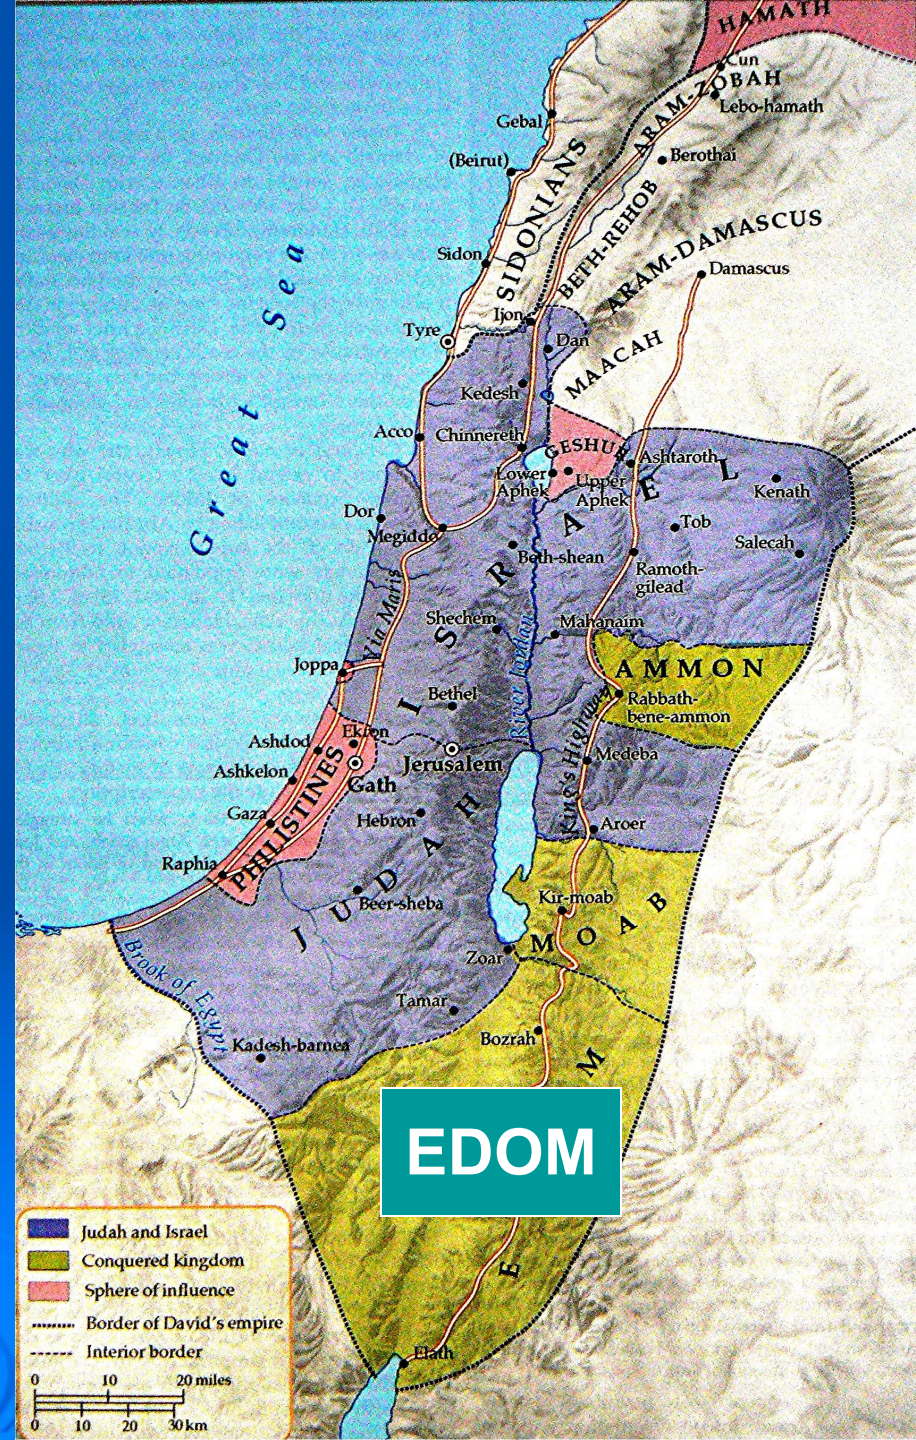 HAMATH
Cun
ARAM-ZOBAH
Lebo-hamath
Gebal
(Beirut)
Berothai
SIDONIANS
BETH-REHOB
ARAM-DAMASCUS
Sidon
Damascus
Great Sea
Ijon
Tyre
Dan
MAACAH
Kedesh
Acco
Chinnereth
GESHUR
Ashtaroth
Lower
Aphek
Upper
Aphek
Kenath
ISRAEL
Dor
Megiddo
Tob
Salecah
Beth-shean
Ramoth-
gilead
Via Maris
Shechem
Mahanaim
River Jordan
Joppa
AMMON
Bethel
Rabbath-
bene-ammon
King's Highway
Ashdod
Ekron
Jerusalem
Medeba
Ashkelon
Gath
PHILISTINES
Gaza
Hebron
Aroer
JUDAH
Raphia
Beer-sheba
Kir-moab
MOAB
Zoar
Brook of Egypt
Tamar
Bozrah
Kadesh-barnea
M
EDOM
E
Elath
Judah and Israel
Conquered kingdom
Sphere of influence
Border of David's empire
Interior border
0 10 20 miles
0 10 20 30 km